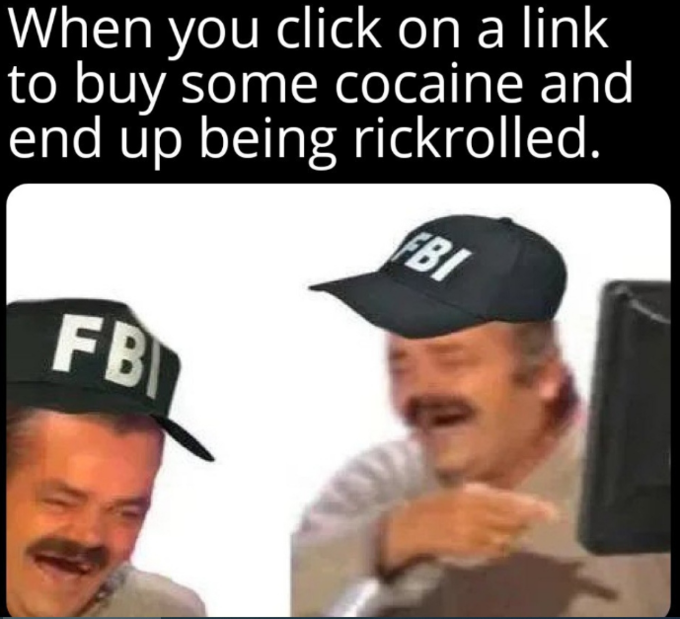 When you click on a link
to buy some cocaine and
end up being rickrolled.
FBI
FBI